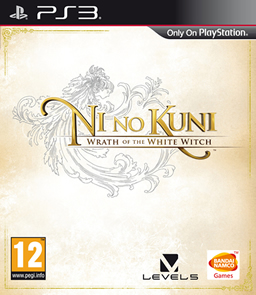 PS3
Only On PlayStation®
NI NO KUNI
WRATH OF THE WHITE WITCH
12
www.pegi.info
LEVEL5
BANDAI
NAMCO
Games